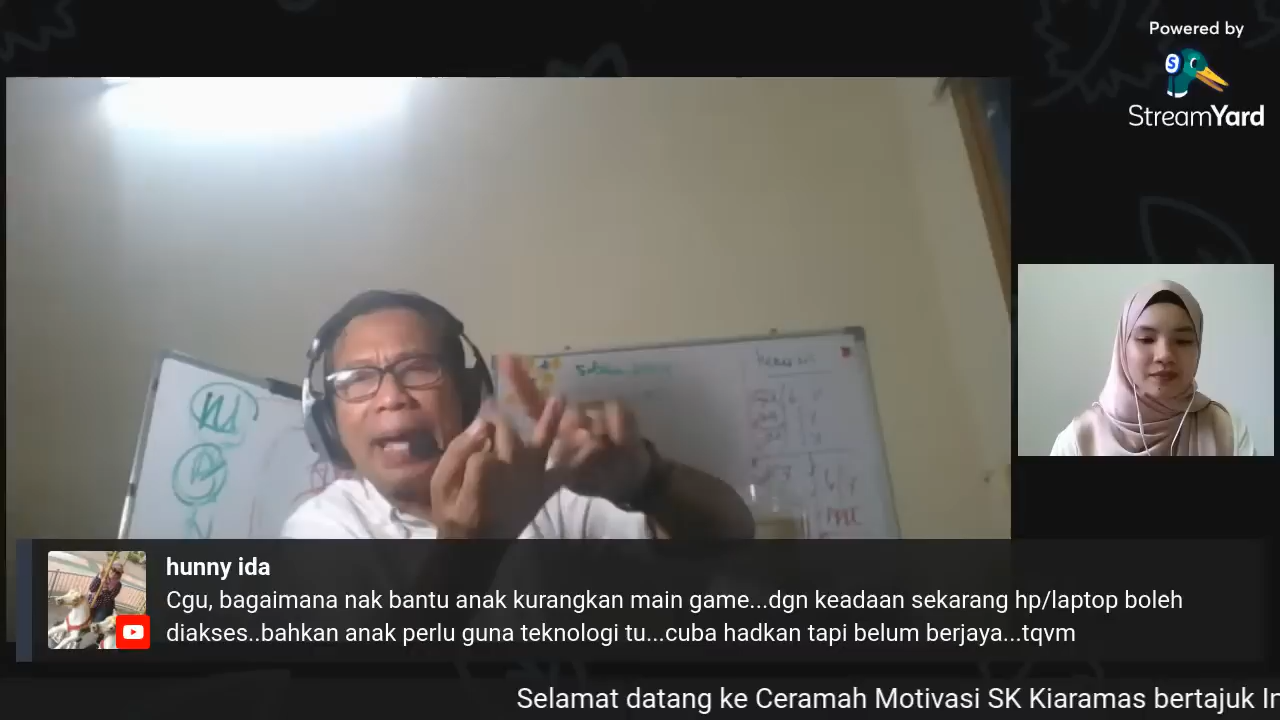 Powered by
StreamYard
hunny ida
Cgu, bagaimana nak bantu anak kurangkan main game...dgn keadaan sekarang hp/laptop boleh
diakses..bahkan anak perlu guna teknologi tu...cuba hadkan tapi belum berjaya...tqvm
Selamat datang ke Ceramah Motivasi SK Kiaramas bertajuk In